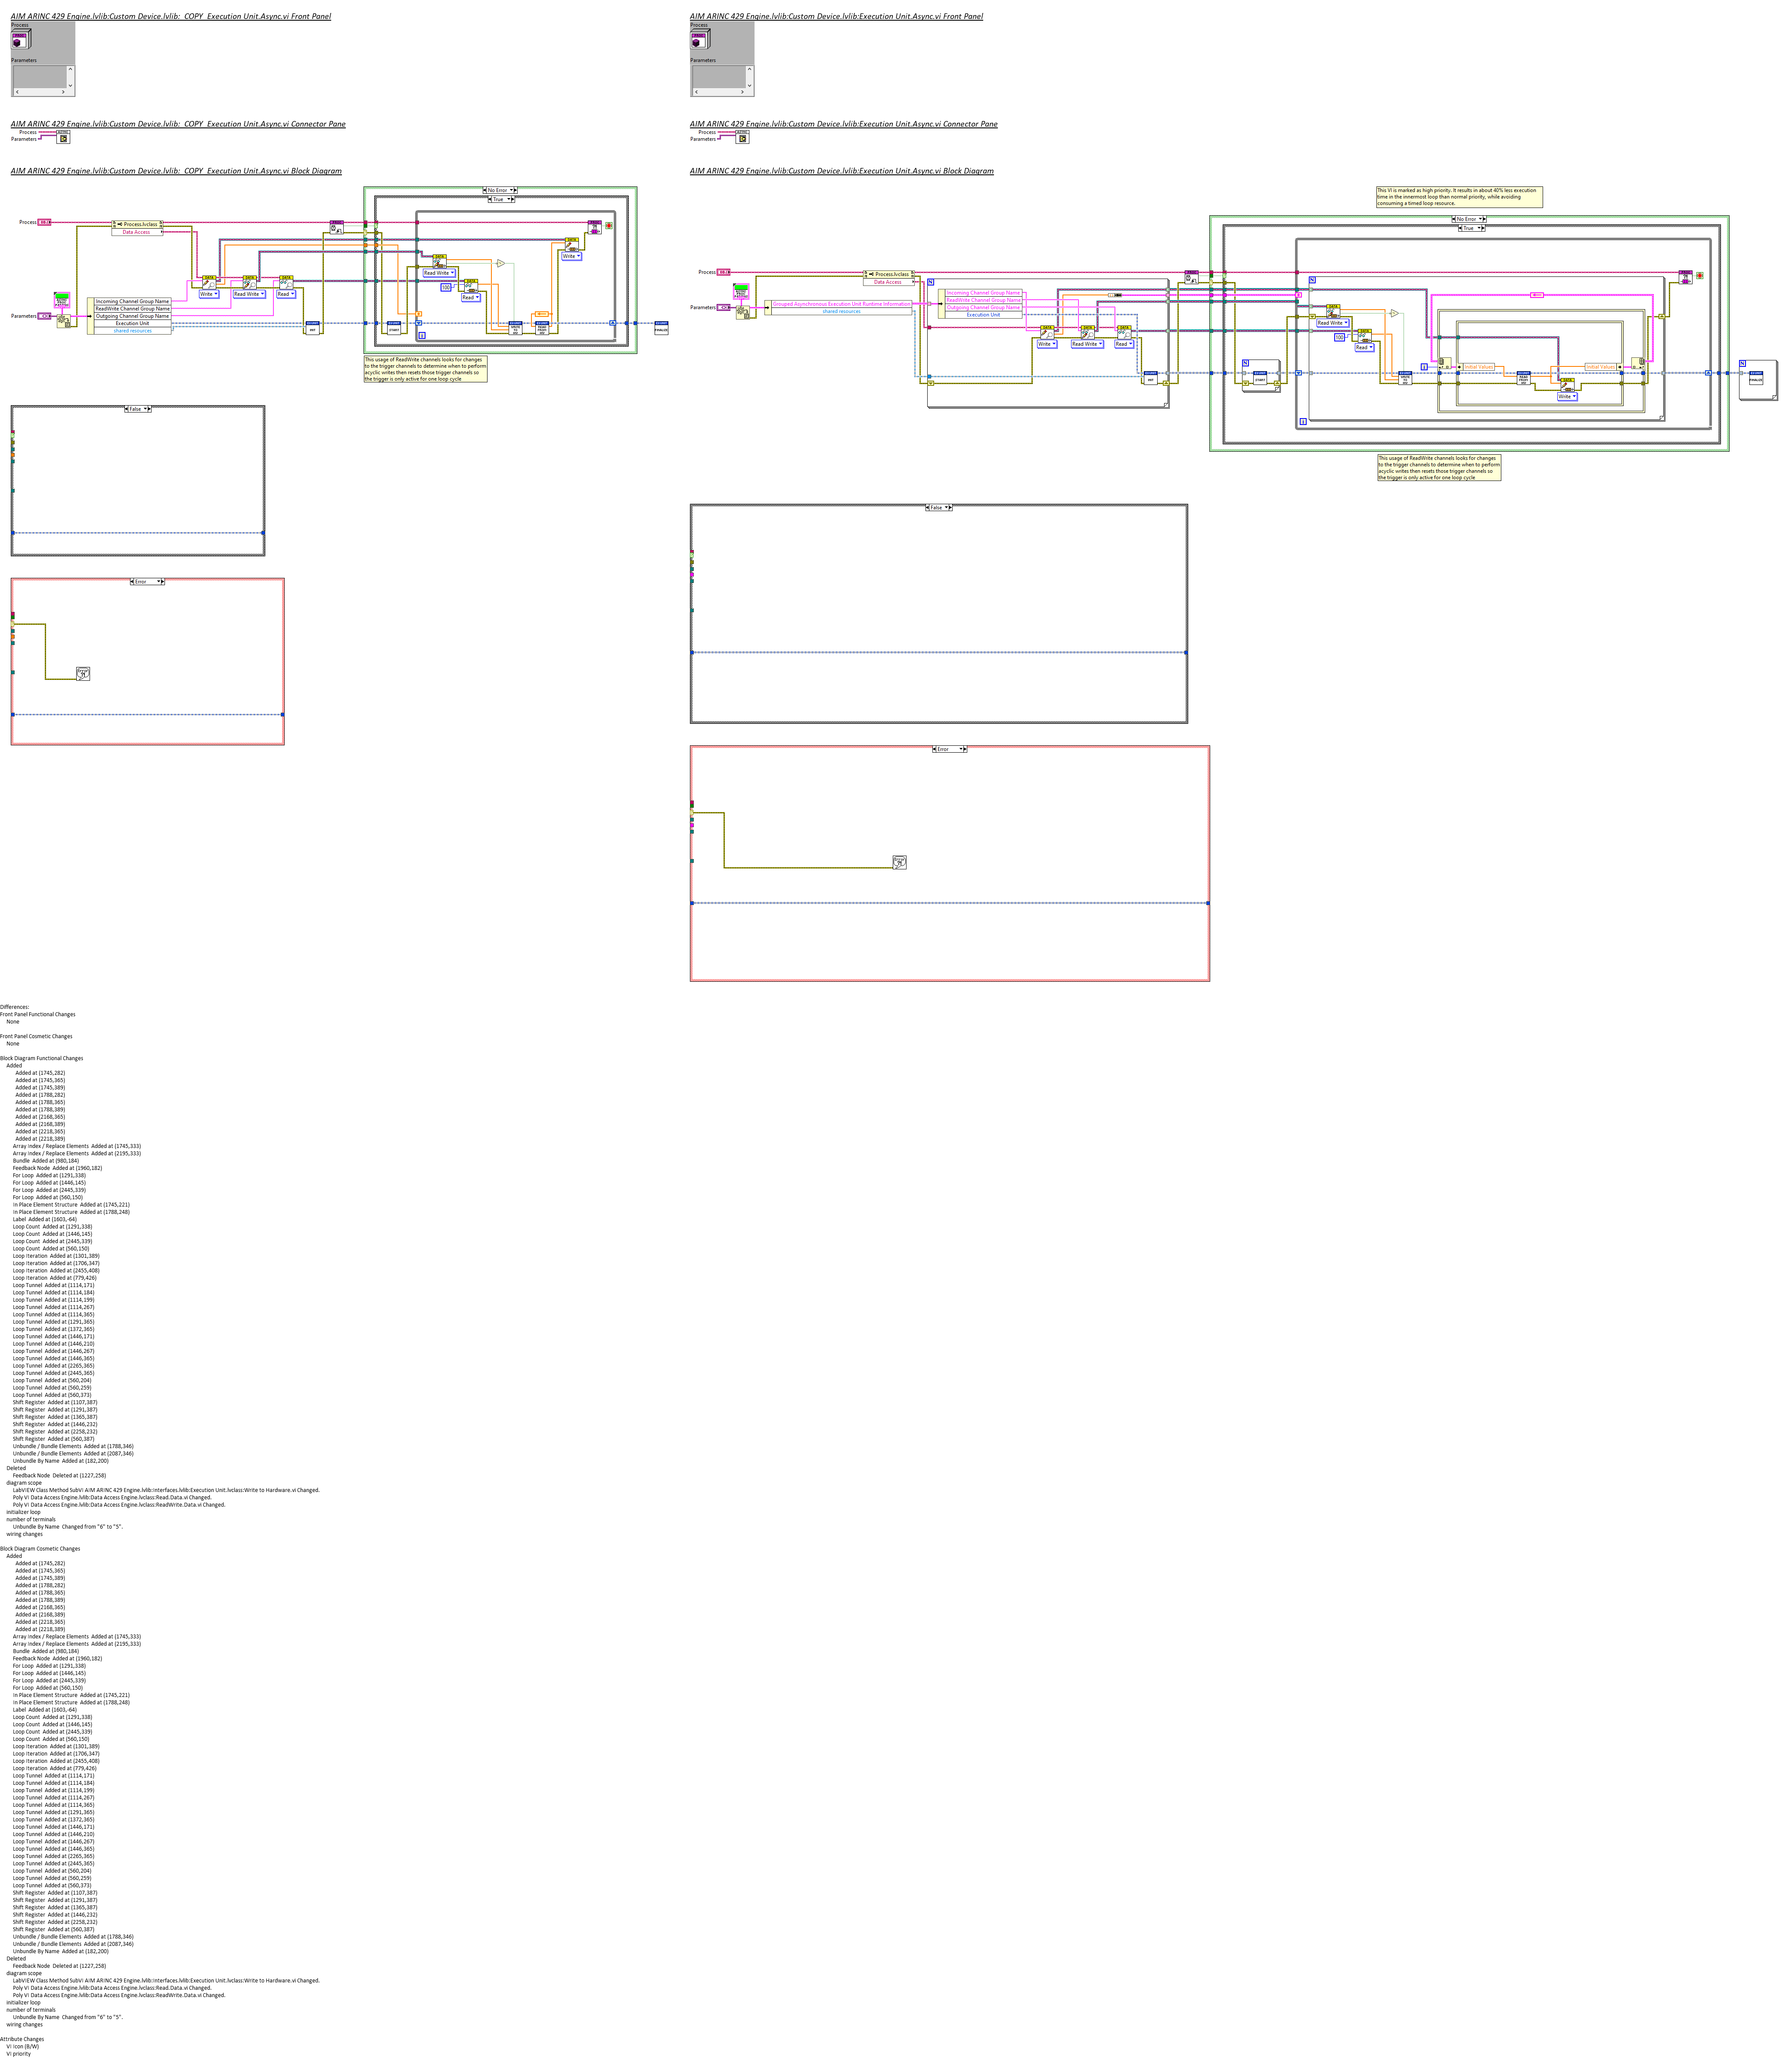 AIM ARINC 429 Engine.lvlib:Custom Device.lvlib:_COPY_Execution Unit.Async.vi Front Panel
Process
Parameters
AIM ARINC 429 Engine.lvlib:Custom Device.lvlib:_COPY_Execution Unit.Async.vi Connector Pane
Process
Parameters
AIM ARINC 429 Engine.lvlib:Custom Device.lvlib:_COPY_Execution Unit.Async.vi Block Diagram
No Error
True
Process
Process.lvclass
Data Access
Write
Read Write
Read
Incoming Channel Group Name
ReadWrite Channel Group Name
Outgoing Channel Group Name
Execution Unit
shared resources
Parameters
Write
Read Write
100
Read
This usage of ReadWrite channels looks for changes
to the trigger channels to determine when to perform
acyclic writes then resets those trigger channels so
the trigger is only active for one loop cycle
False
Error
AIM ARINC 429 Engine.lvlib:Custom Device.lvlib:Execution Unit.Async.vi Front Panel
Process
Parameters
AIM ARINC 429 Engine.lvlib:Custom Device.lvlib:Execution Unit.Async.vi Connector Pane
Process
Parameters
AIM ARINC 429 Engine.lvlib:Custom Device.lvlib:Execution Unit.Async.vi Block Diagram
This VI is marked as high priority. It results in about 40% less execution
time in the innermost loop than normal priority, while avoiding
consuming a timed loop resource.
No Error
True
Process
Process.lvclass
Data Access
Grouped Asynchronous Execution Unit Runtime Information
shared resources
Incoming Channel Group Name
ReadWrite Channel Group Name
Outgoing Channel Group Name
Execution Unit
Parameters
Write
Read Write
Read
Read Write
100
Read
Initial Values
Initial Values
Write
This usage of ReadWrite channels looks for changes
to the trigger channels to determine when to perform
acyclic writes then resets those trigger channels so
the trigger is only active for one loop cycle
False
Error
Differences:
Front Panel Functional Changes
None
Front Panel Cosmetic Changes
None
Block Diagram Functional Changes
Added
Added at (1745,282)
Added at (1745,365)
Added at (1745,389)
Added at (1788,282)
Added at (1788,365)
Added at (1788,389)
Added at (2168,365)
Added at (2168,389)
Added at (2218,365)
Added at (2218,389)
Array Index / Replace Elements  Added at (1745,333)
Array Index / Replace Elements  Added at (2195,333)
Bundle  Added at (980,184)
Feedback Node  Added at (1960,182)
For Loop  Added at (1291,338)
For Loop  Added at (1446,145)
For Loop  Added at (2445,339)
For Loop  Added at (560,150)
In Place Element Structure  Added at (1745,221)
In Place Element Structure  Added at (1788,248)
Label  Added at (1603,-64)
Loop Count  Added at (1291,338)
Loop Count  Added at (1446,145)
Loop Count  Added at (2445,339)
Loop Count  Added at (560,150)
Loop Iteration  Added at (1301,389)
Loop Iteration  Added at (1706,347)
Loop Iteration  Added at (2455,408)
Loop Iteration  Added at (779,426)
Loop Tunnel  Added at (1114,171)
Loop Tunnel  Added at (1114,184)
Loop Tunnel  Added at (1114,199)
Loop Tunnel  Added at (1114,267)
Loop Tunnel  Added at (1114,365)
Loop Tunnel  Added at (1291,365)
Loop Tunnel  Added at (1372,365)
Loop Tunnel  Added at (1446,171)
Loop Tunnel  Added at (1446,210)
Loop Tunnel  Added at (1446,267)
Loop Tunnel  Added at (1446,365)
Loop Tunnel  Added at (2265,365)
Loop Tunnel  Added at (2445,365)
Loop Tunnel  Added at (560,204)
Loop Tunnel  Added at (560,259)
Loop Tunnel  Added at (560,373)
Shift Register  Added at (1107,387)
Shift Register  Added at (1291,387)
Shift Register  Added at (1365,387)
Shift Register  Added at (1446,232)
Shift Register  Added at (2258,232)
Shift Register  Added at (560,387)
Unbundle / Bundle Elements  Added at (1788,346)
Unbundle / Bundle Elements  Added at (2087,346)
Unbundle By Name  Added at (182,200)
Deleted
Feedback Node  Deleted at (1227,258)
diagram scope
LabVIEW Class Method SubVI AIM ARINC 429 Engine.lvlib:Interfaces.lvlib:Execution Unit.lvclass:Write to Hardware.vi Changed.
Poly VI Data Access Engine.lvlib:Data Access Engine.lvclass:Read.Data.vi Changed.
Poly VI Data Access Engine.lvlib:Data Access Engine.lvclass:ReadWrite.Data.vi Changed.
initializer loop
number of terminals
Unbundle By Name  Changed from "6" to "5".
wiring changes
Block Diagram Cosmetic Changes
Added
Added at (1745,282)
Added at (1745,365)
Added at (1745,389)
Added at (1788,282)
Added at (1788,365)
Added at (1788,389)
Added at (2168,365)
Added at (2168,389)
Added at (2218,365)
Added at (2218,389)
Array Index / Replace Elements  Added at (1745,333)
Array Index / Replace Elements  Added at (2195,333)
Bundle  Added at (980,184)
Feedback Node  Added at (1960,182)
For Loop  Added at (1291,338)
For Loop  Added at (1446,145)
For Loop  Added at (2445,339)
For Loop  Added at (560,150)
In Place Element Structure  Added at (1745,221)
In Place Element Structure  Added at (1788,248)
Label  Added at (1603,-64)
Loop Count  Added at (1291,338)
Loop Count  Added at (1446,145)
Loop Count  Added at (2445,339)
Loop Count  Added at (560,150)
Loop Iteration  Added at (1301,389)
Loop Iteration  Added at (1706,347)
Loop Iteration  Added at (2455,408)
Loop Iteration  Added at (779,426)
Loop Tunnel  Added at (1114,171)
Loop Tunnel  Added at (1114,184)
Loop Tunnel  Added at (1114,199)
Loop Tunnel  Added at (1114,267)
Loop Tunnel  Added at (1114,365)
Loop Tunnel  Added at (1291,365)
Loop Tunnel  Added at (1372,365)
Loop Tunnel  Added at (1446,171)
Loop Tunnel  Added at (1446,210)
Loop Tunnel  Added at (1446,267)
Loop Tunnel  Added at (1446,365)
Loop Tunnel  Added at (2265,365)
Loop Tunnel  Added at (2445,365)
Loop Tunnel  Added at (560,204)
Loop Tunnel  Added at (560,259)
Loop Tunnel  Added at (560,373)
Shift Register  Added at (1107,387)
Shift Register  Added at (1291,387)
Shift Register  Added at (1365,387)
Shift Register  Added at (1446,232)
Shift Register  Added at (2258,232)
Shift Register  Added at (560,387)
Unbundle / Bundle Elements  Added at (1788,346)
Unbundle / Bundle Elements  Added at (2087,346)
Unbundle By Name  Added at (182,200)
Deleted
Feedback Node  Deleted at (1227,258)
diagram scope
LabVIEW Class Method SubVI AIM ARINC 429 Engine.lvlib:Interfaces.lvlib:Execution Unit.lvclass:Write to Hardware.vi Changed.
Poly VI Data Access Engine.lvlib:Data Access Engine.lvclass:Read.Data.vi Changed.
Poly VI Data Access Engine.lvlib:Data Access Engine.lvclass:ReadWrite.Data.vi Changed.
initializer loop
number of terminals
Unbundle By Name  Changed from "6" to "5".
wiring changes
Attribute Changes
VI icon (B/W)
VI priority